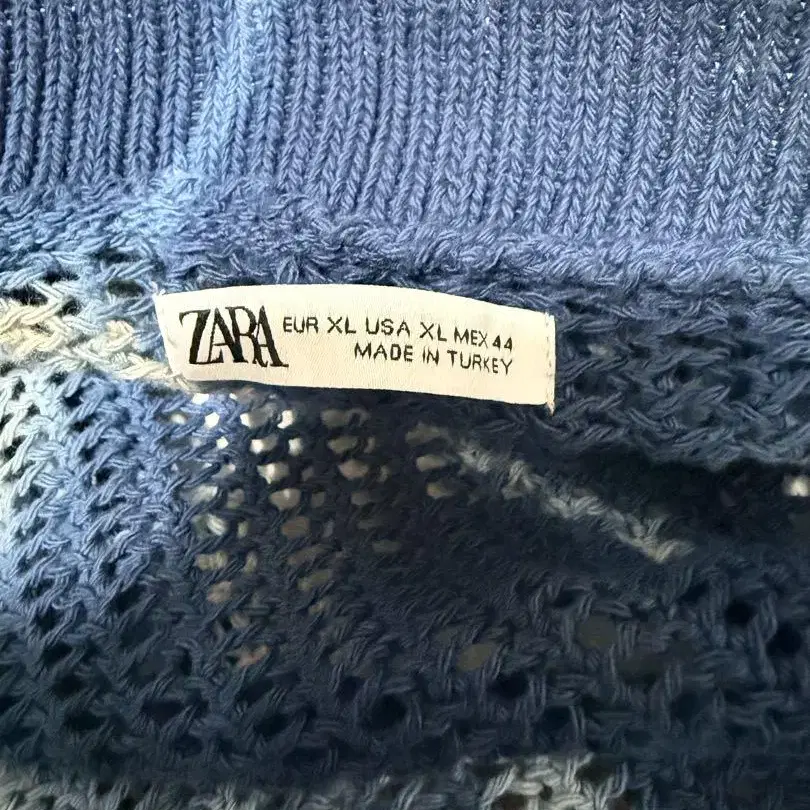 ZARA EUR XL USA XL MEX 44
MADE IN TURKEY